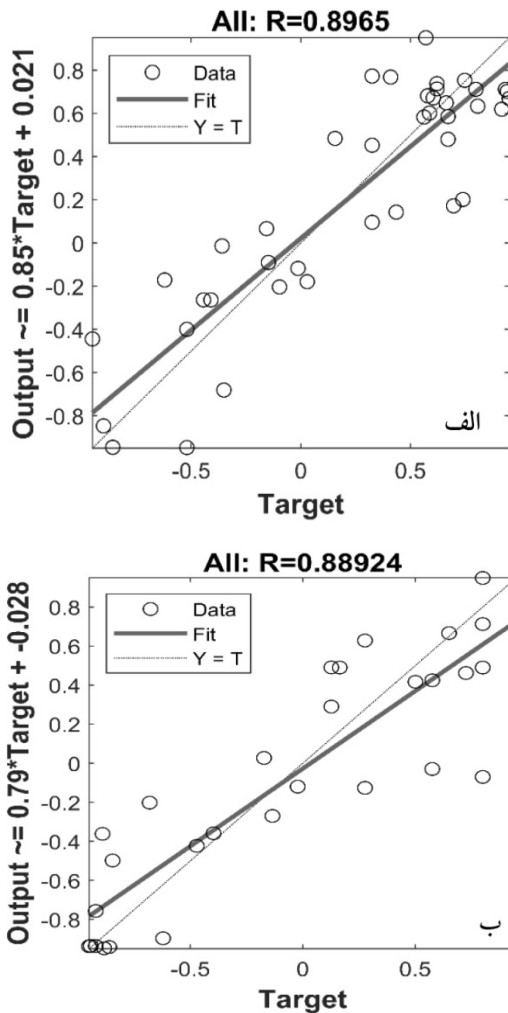 All: R=0.8965
Data
Fit
Y = T
Output ~= 0.85*Target + 0.021
0.8
0.6
0.4
0.2
0
-0.2
-0.4
-0.6
-0.8
الف
-0.5 0 0.5
Target
All: R=0.88924
Data
Fit
Y = T
Output ~= 0.79*Target + -0.028
0.8
0.6
0.4
0.2
0
-0.2
-0.4
-0.6
-0.8
ب
-0.5 0 0.5
Target